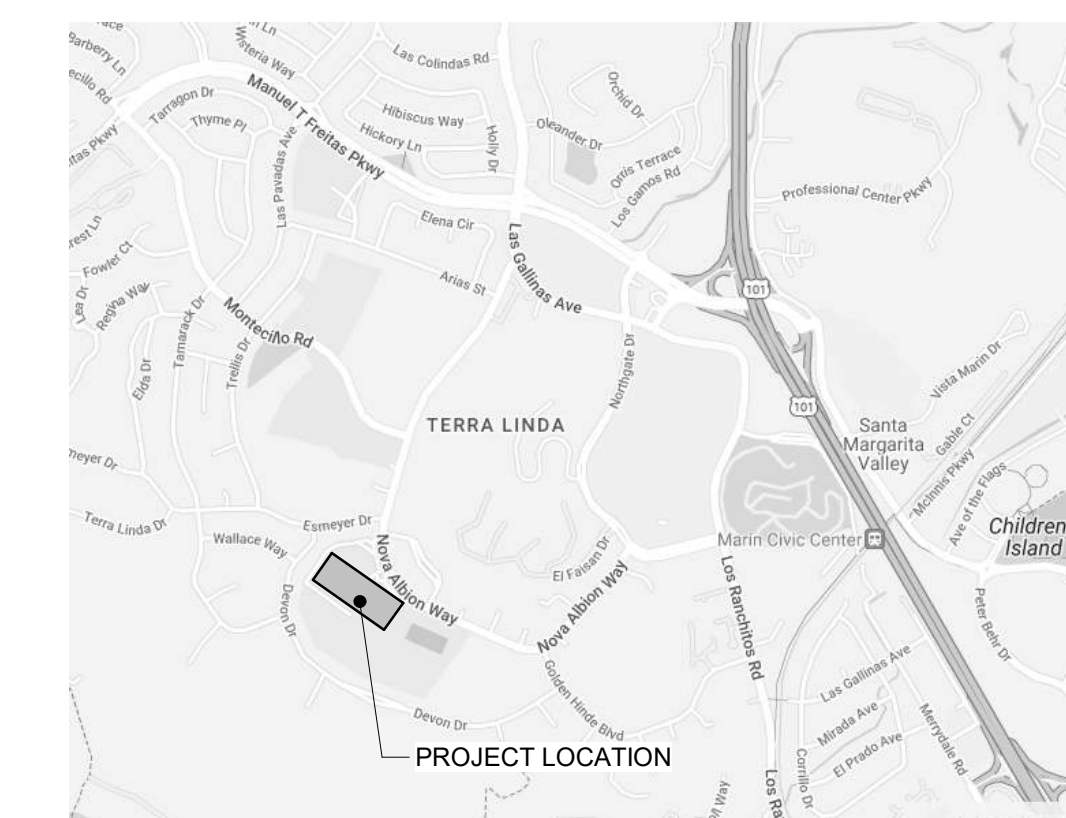 Barberry Ln
Wisteria Way
Las Colindas Rd
Manuel T Freitas Pkwy
Tarragon Dr
Thyme Pl
Hibiscus Way
Hickory Ln
Holly Dr
Oleander Dr
Orchid Dr
Orris Terrace
Los Gamos Rd
Professional Center Pkwy
Las Pavadas Ave
Elena Cir
Arias St
Las Gallinas Ave
Fowler Ct
Lea Dr
Regina Way
Tamarack Dr
Elda Dr
Trellis Dr
Montecillo Rd
Northgate Dr
101
101
Vista Marin Dr
TERRA LINDA
Santa
Margarita
Valley
Gable Ct
McInnis Pkwy
Ave of the Flags
Terra Linda Dr
Esmeyer Dr
Wallace Way
Nova Albion Way
El Faisan Dr
Marin Civic Center
Island
Devon Dr
Nova Albion Way
Los Ranchitos Rd
Peter Behr Dr
Golden Hinde Blvd
Las Gallinas Ave
Mirada Ave
El Prado Ave
Merrydale Rd
Corrillo Dr
Devon Dr
PROJECT LOCATION